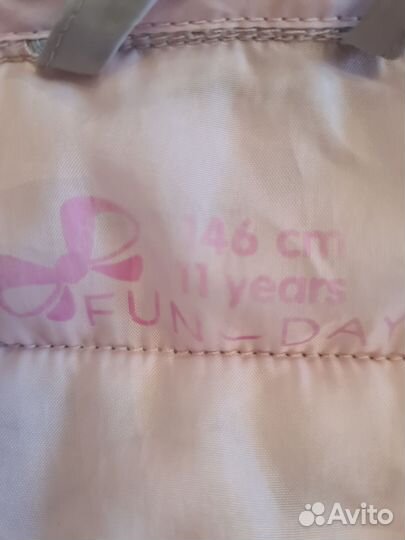 146 cm
11 years
FUN-DAY
Avito